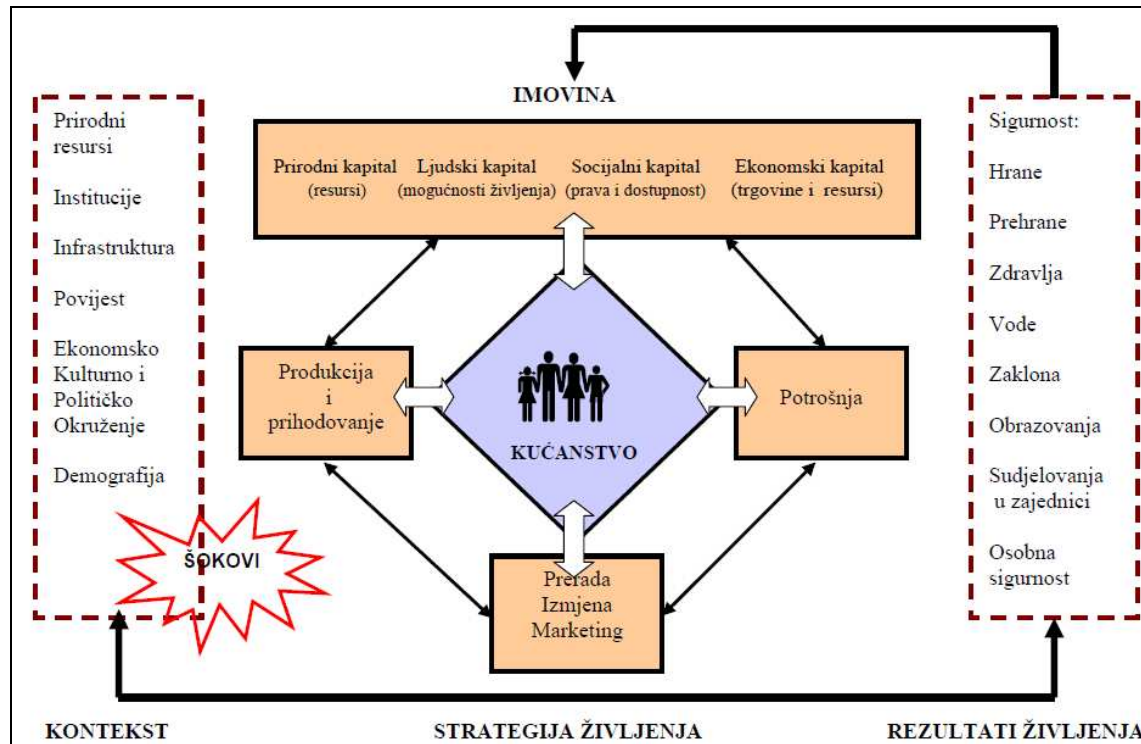 IMOVINA
Prirodni
resursi
Institucije
Infrastruktura
Povijest
Ekonomsko
Kulturno i
Političko
Okruženje
Demografija
ŠOKOVI
Prirodni kapital
(resursi)
Ljudski kapital
(mogućnosti življenja)
Socijalni kapital
(prava i dostupnost)
Ekonomski kapital
(trgovine i resursi)
Produkcija
i
prihodovanje
KUĆANSTVO
Potrošnja
Prerada
Izmjena
Marketing
Sigurnost:
Hrane
Prehrane
Zdravlja
Vode
Zaklona
Obrazovanja
Sudjelovanja
u zajednici
Osobna
sigurnost
KONTEKST
STRATEGIJA ŽIVLJENJA
REZULTATI ŽIVLJENJA